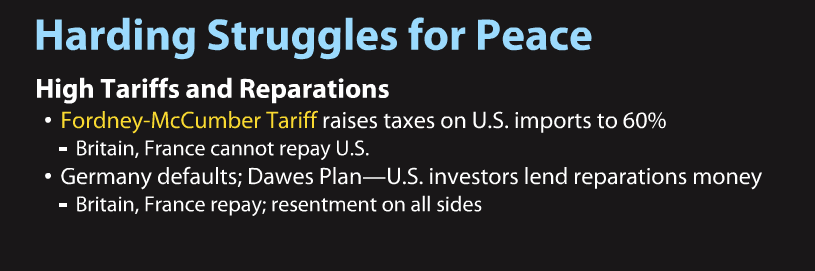 Harding Struggles for Peace
High Tariffs and Reparations
• Fordney-McCumber Tariff raises taxes on U.S. imports to 60%
- Britain, France cannot repay U.S.
• Germany defaults; Dawes Plan—U.S. investors lend reparations money
- Britain, France repay; resentment on all sides